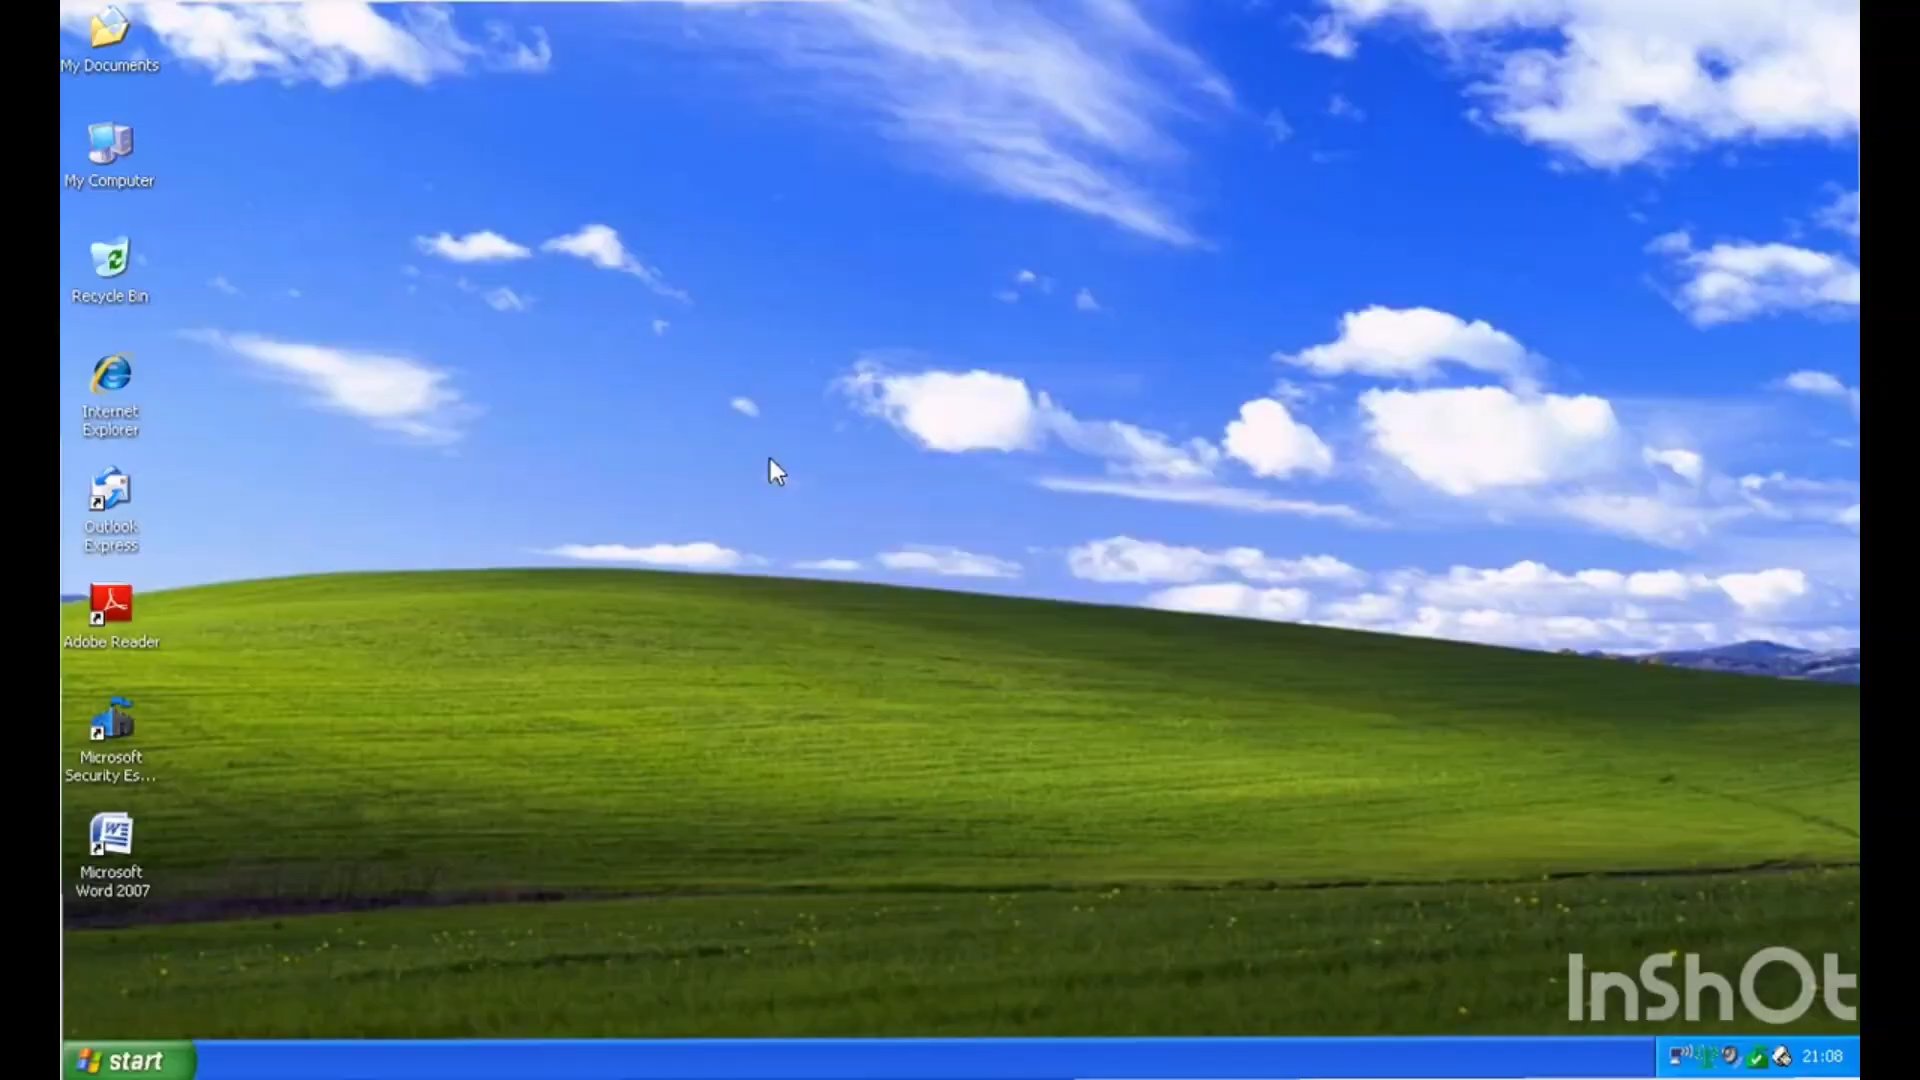 My Documents
My Computer
Recycle Bin
Internet
Explorer
Outlook
Express
Adobe Reader
Microsoft
Security Es...
Microsoft
Word 2007
InShOt
start
21:08